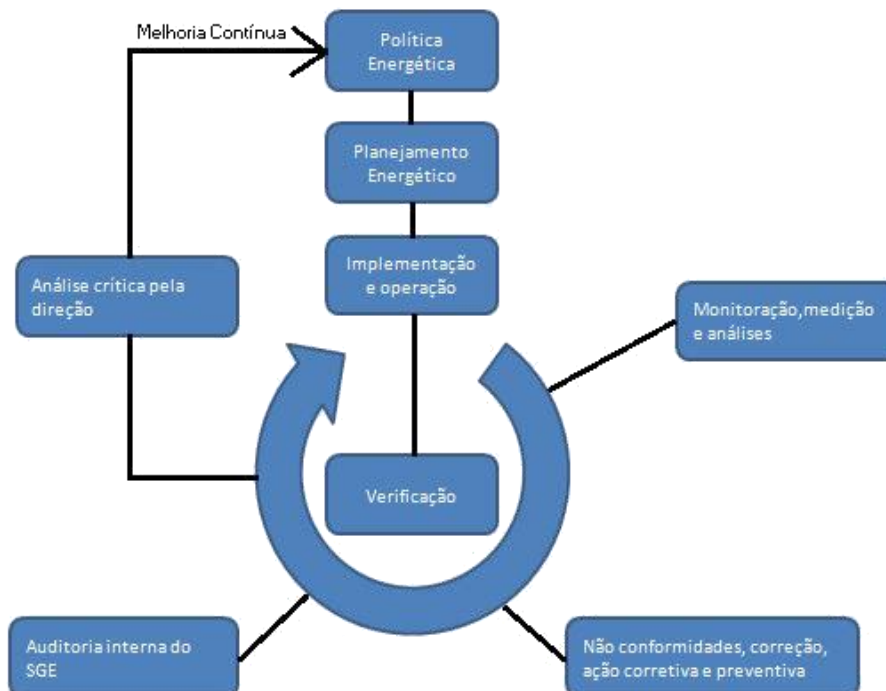 Melhoria Contínua
Política
Energética
Planejamento
Energético
Implementação
e operação
Análise crítica pela
direção
Monitoração,medição
e análises
Verificação
Auditoria interna do
SGE
Não conformidades, correção,
ação corretiva e preventiva